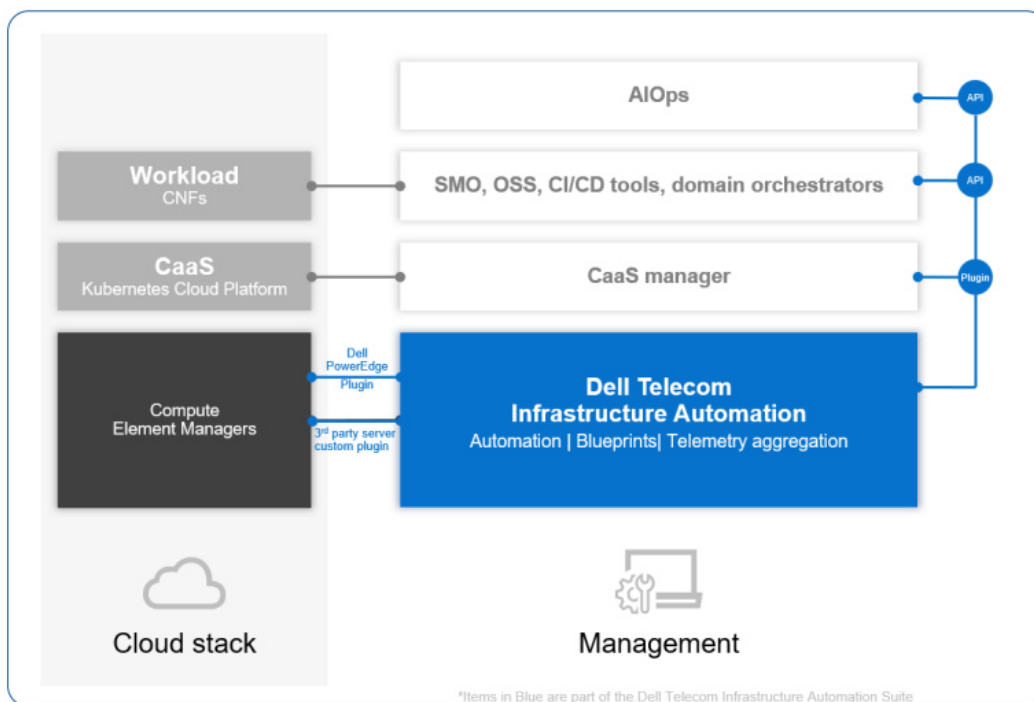 AIOps
API
Workload
CNFs
SMO, OSS, CI/CD tools, domain orchestrators
API
CaaS
Kubernetes Cloud Platform
CaaS manager
Plugin
Compute
Element Managers
Dell
PowerEdge
Plugin
3rd party server
custom plugin
Dell Telecom
Infrastructure Automation
Automation | Blueprints| Telemetry aggregation
Cloud stack
Management
*Items in Blue are part of the Dell Telecom Infrastructure Automation Suite